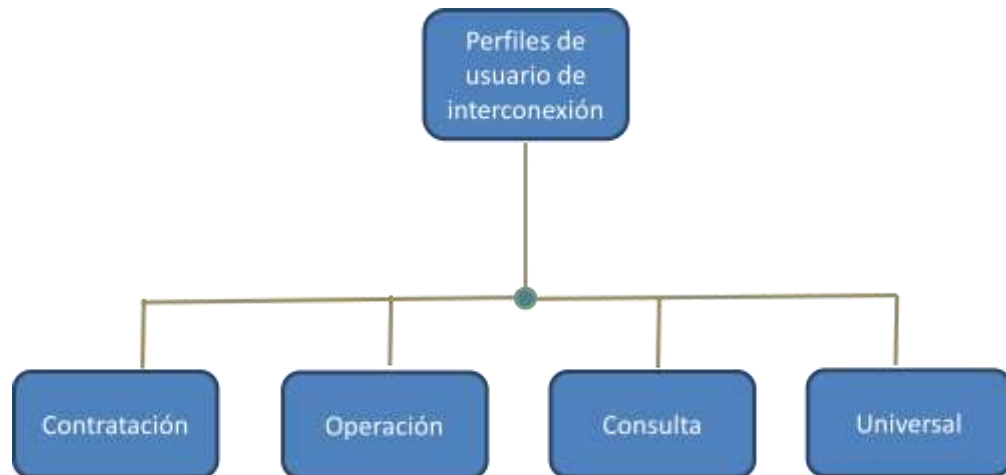 Perfiles de
usuario de
interconexión
Contratación
Operación
Consulta
Universal